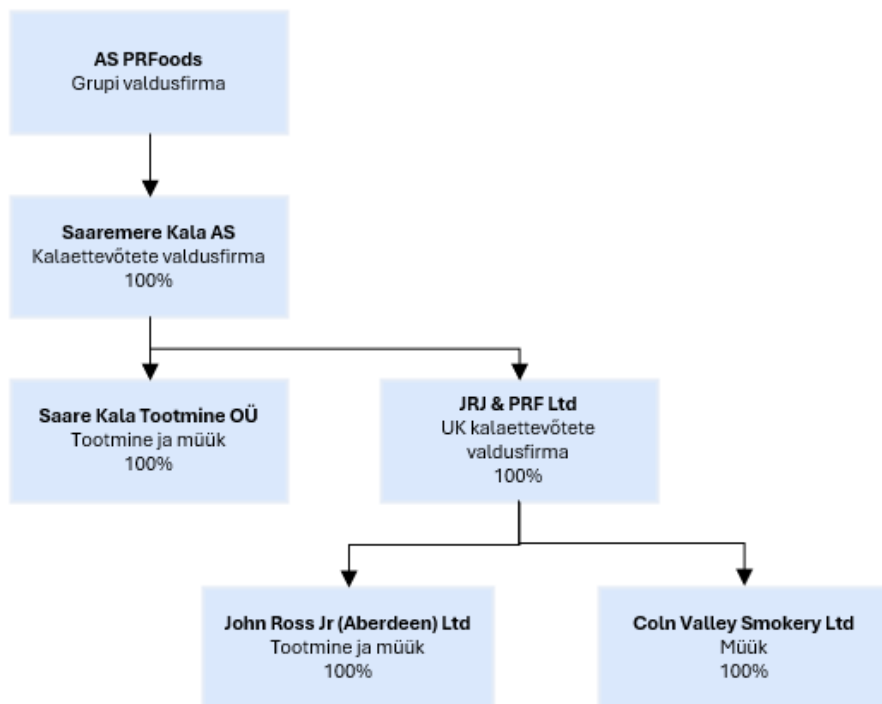 AS PRFoods
Grupi valdusfirma
Saaremere Kala AS
Kalaettevõtete valdusfirma
100%
Saare Kala Tootmine OÜ
Tootmine ja müük
100%
JRJ & PRF Ltd
UK kalaettevõtete
valdusfirma
100%
John Ross Jr (Aberdeen) Ltd
Tootmine ja müük
100%
Coln Valley Smokery Ltd
Müük
100%